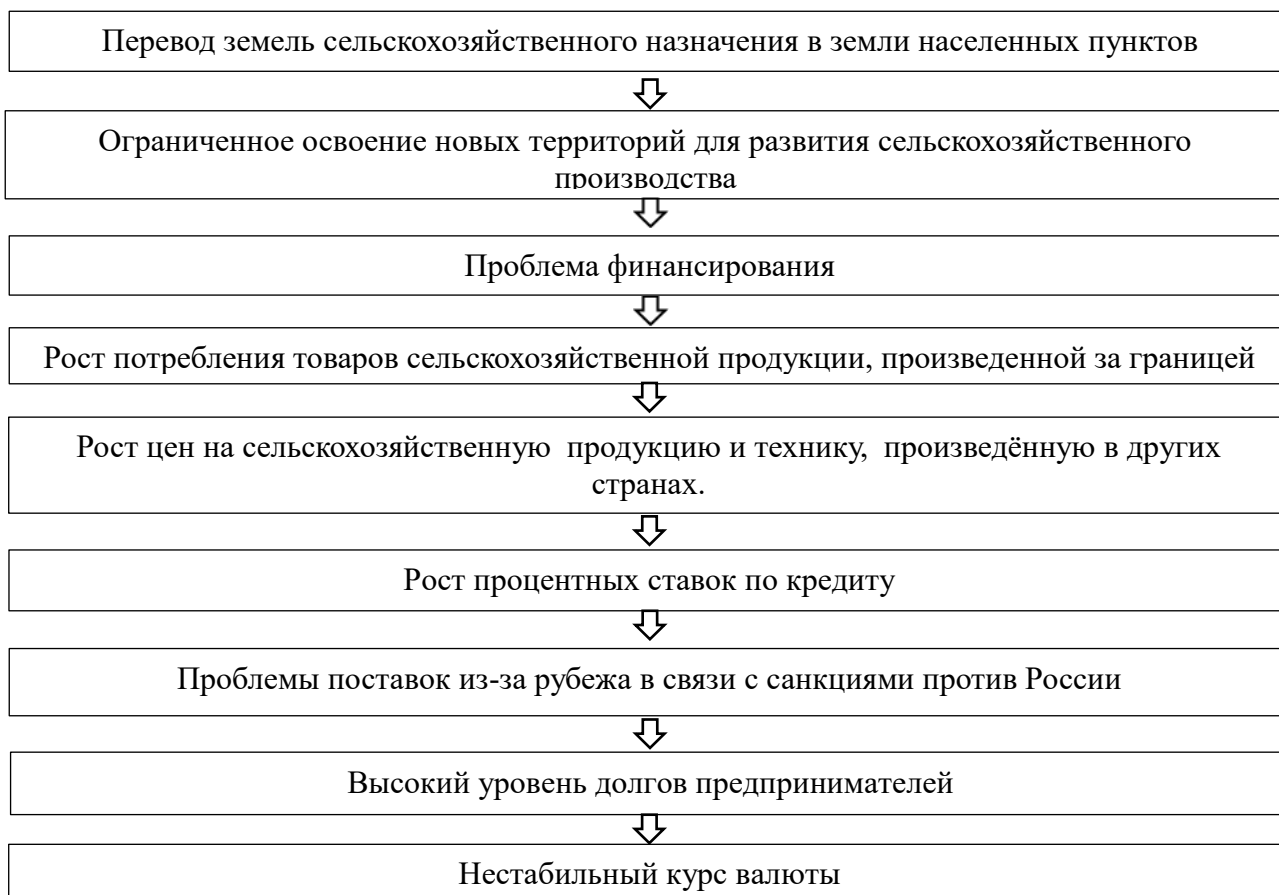 Перевод земель сельскохозяйственного назначения в земли населенных пунктов
Ограниченное освоение новых территорий для развития сельскохозяйственного
производства
Проблема финансирования
Рост потребления товаров сельскохозяйственной продукции, произведенной за границей
Рост цен на сельскохозяйственную продукцию и технику, произведённую в других
странах.
Рост процентных ставок по кредиту
Проблемы поставок из-за рубежа в связи с санкциями против России
Высокий уровень долгов предпринимателей
Нестабильный курс валюты